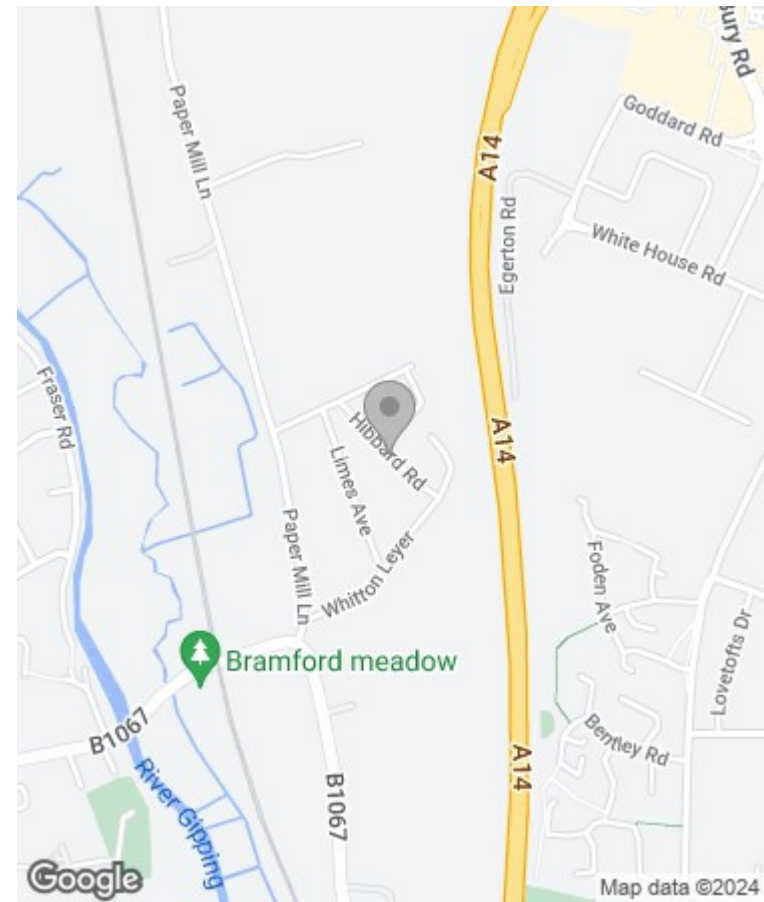 Bury Rd
Goddard Rd
Paper Mill Ln
A14
Egerton Rd
White House Rd
Fraser Rd
Hibbard Rd
A14
Limes Ave
Paper Mill Ln
Whitton Leyer
Foden Ave
Lovetofts Dr
Bramford meadow
B1067
Bentley Rd
A14
River Gipping
B1067
Google
Map data ©2024